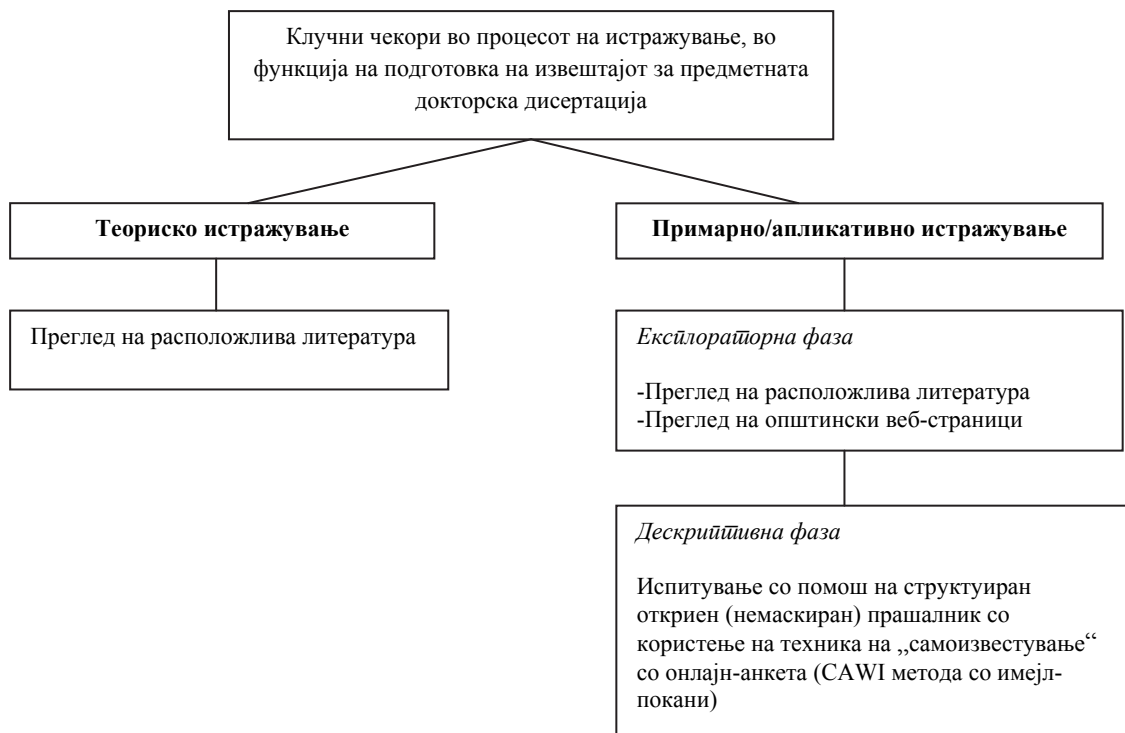 Клучни чекори во процесот на истражување, во
функција на подготовка на извештајот за предметната
докторска дисертација
Теориско истражување
Примарно/апликативно истражување
Преглед на расположлива литература
Експлораторна фаза
-Преглед на расположлива литература
-Преглед на општински веб-страници
Дескриптивна фаза
Испитување со помош на структуиран
откриен (немаскиран) прашалник со
користење на техника на „самоизвестување“
со онлајн-анкета (CAWI метода со имејл-
покани)